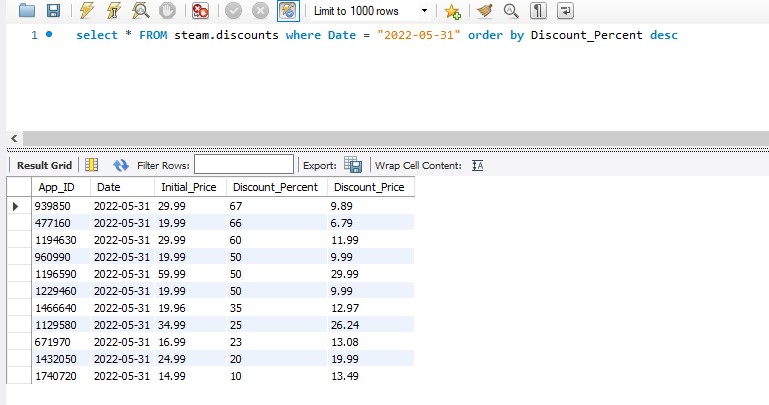 Limit to 1000 rows
1 select * FROM steam.discounts where Date = "2022-05-31" order by Discount_Percent desc
Result Grid Filter Rows: Export: Wrap Cell Content:
App_ID Date Initial_Price Discount_Percent Discount_Price
939850 2022-05-31 29.99 67 9.89
477160 2022-05-31 19.99 66 6.79
1194630 2022-05-31 29.99 60 11.99
960990 2022-05-31 19.99 50 9.99
1196590 2022-05-31 59.99 50 29.99
1229460 2022-05-31 19.99 50 9.99
1466640 2022-05-31 19.96 35 12.97
1129580 2022-05-31 34.99 25 26.24
671970 2022-05-31 16.99 23 13.08
1432050 2022-05-31 24.99 20 19.99
1740720 2022-05-31 14.99 10 13.49